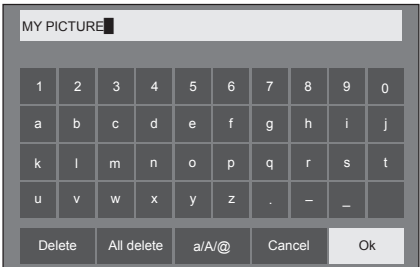 MY PICTURE
1 2 3 4 5 6 7 8 9 0
a b c d e f g h i j
k l m n o p q r s t
u v w x y z . – _
Delete All delete a/A/@ Cancel Ok